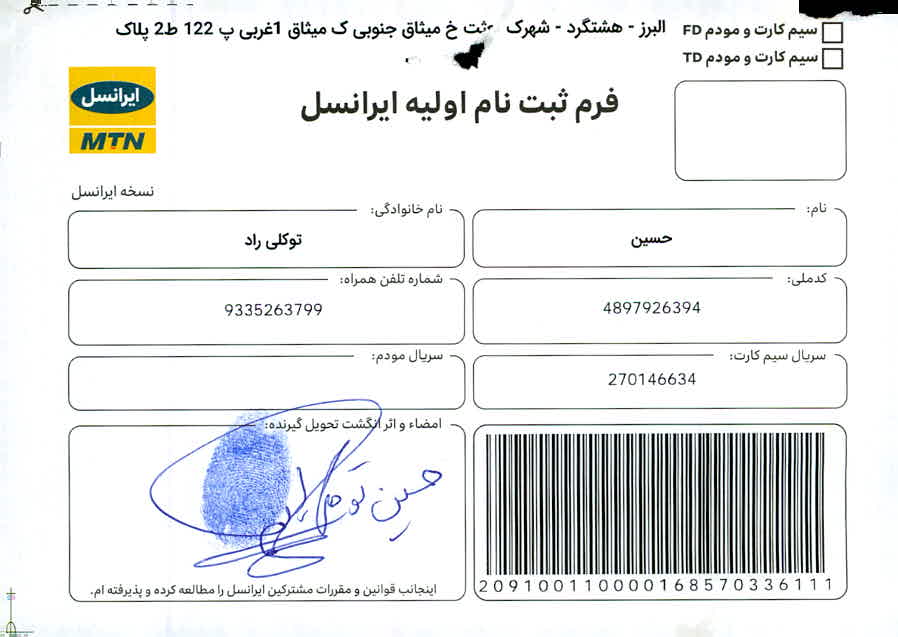 سیم کارت و مودم FD
سیم کارت و مودم TD
البرز - هشتگرد - شهرک خ میثاق جنوبی ک میثاق 1غربی پ 122 ط2 پلاک
ایرانسل
MTN
فرم ثبت نام اولیه ایرانسل
نسخه ایرانسل
نام:
حسین
نام خانوادگی:
توکلی راد
کدملی:
4897926394
شماره تلفن همراه:
9335263799
سریال سیم کارت:
270146634
سریال مودم:
امضاء و اثر انگشت تحویل گیرنده:
حسین توکلی راد
اینجانب قوانین و مقررات مشترکین ایرانسل را مطالعه کرده و پذیرفته ام.
2091001100001685703361​11